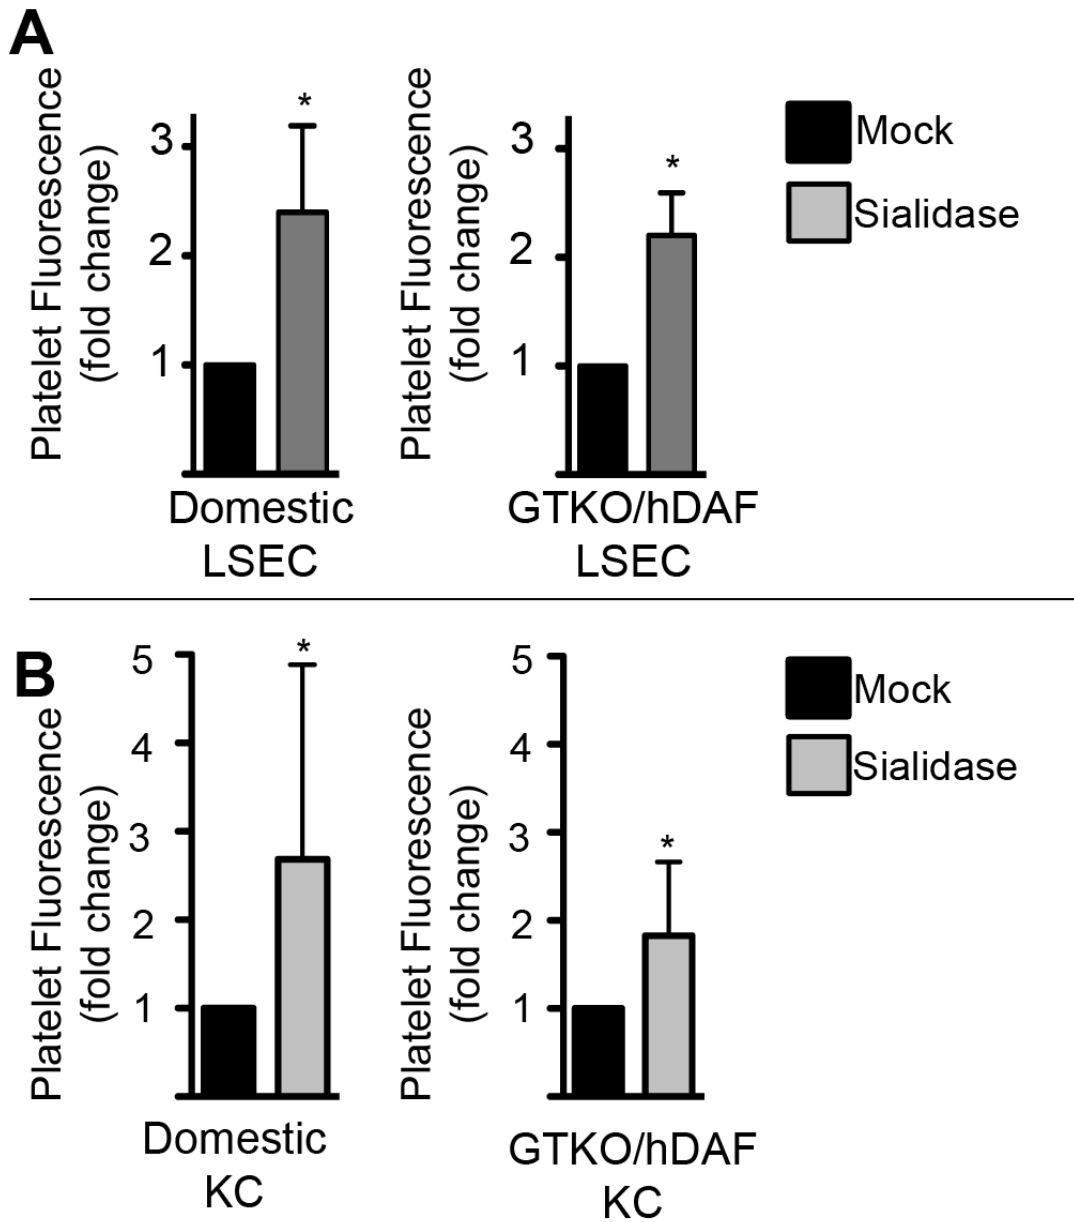 A
Platelet Fluorescence
(fold change)
3
2
1
*
Domestic
LSEC
Platelet Fluorescence
(fold change)
3
2
1
*
GTKO/hDAF
LSEC
Mock
Sialidase
B
Platelet Fluorescence
(fold change)
5
4
3
2
1
*
Domestic
KC
Platelet Fluorescence
(fold change)
5
4
3
2
1
*
GTKO/hDAF
KC
Mock
Sialidase